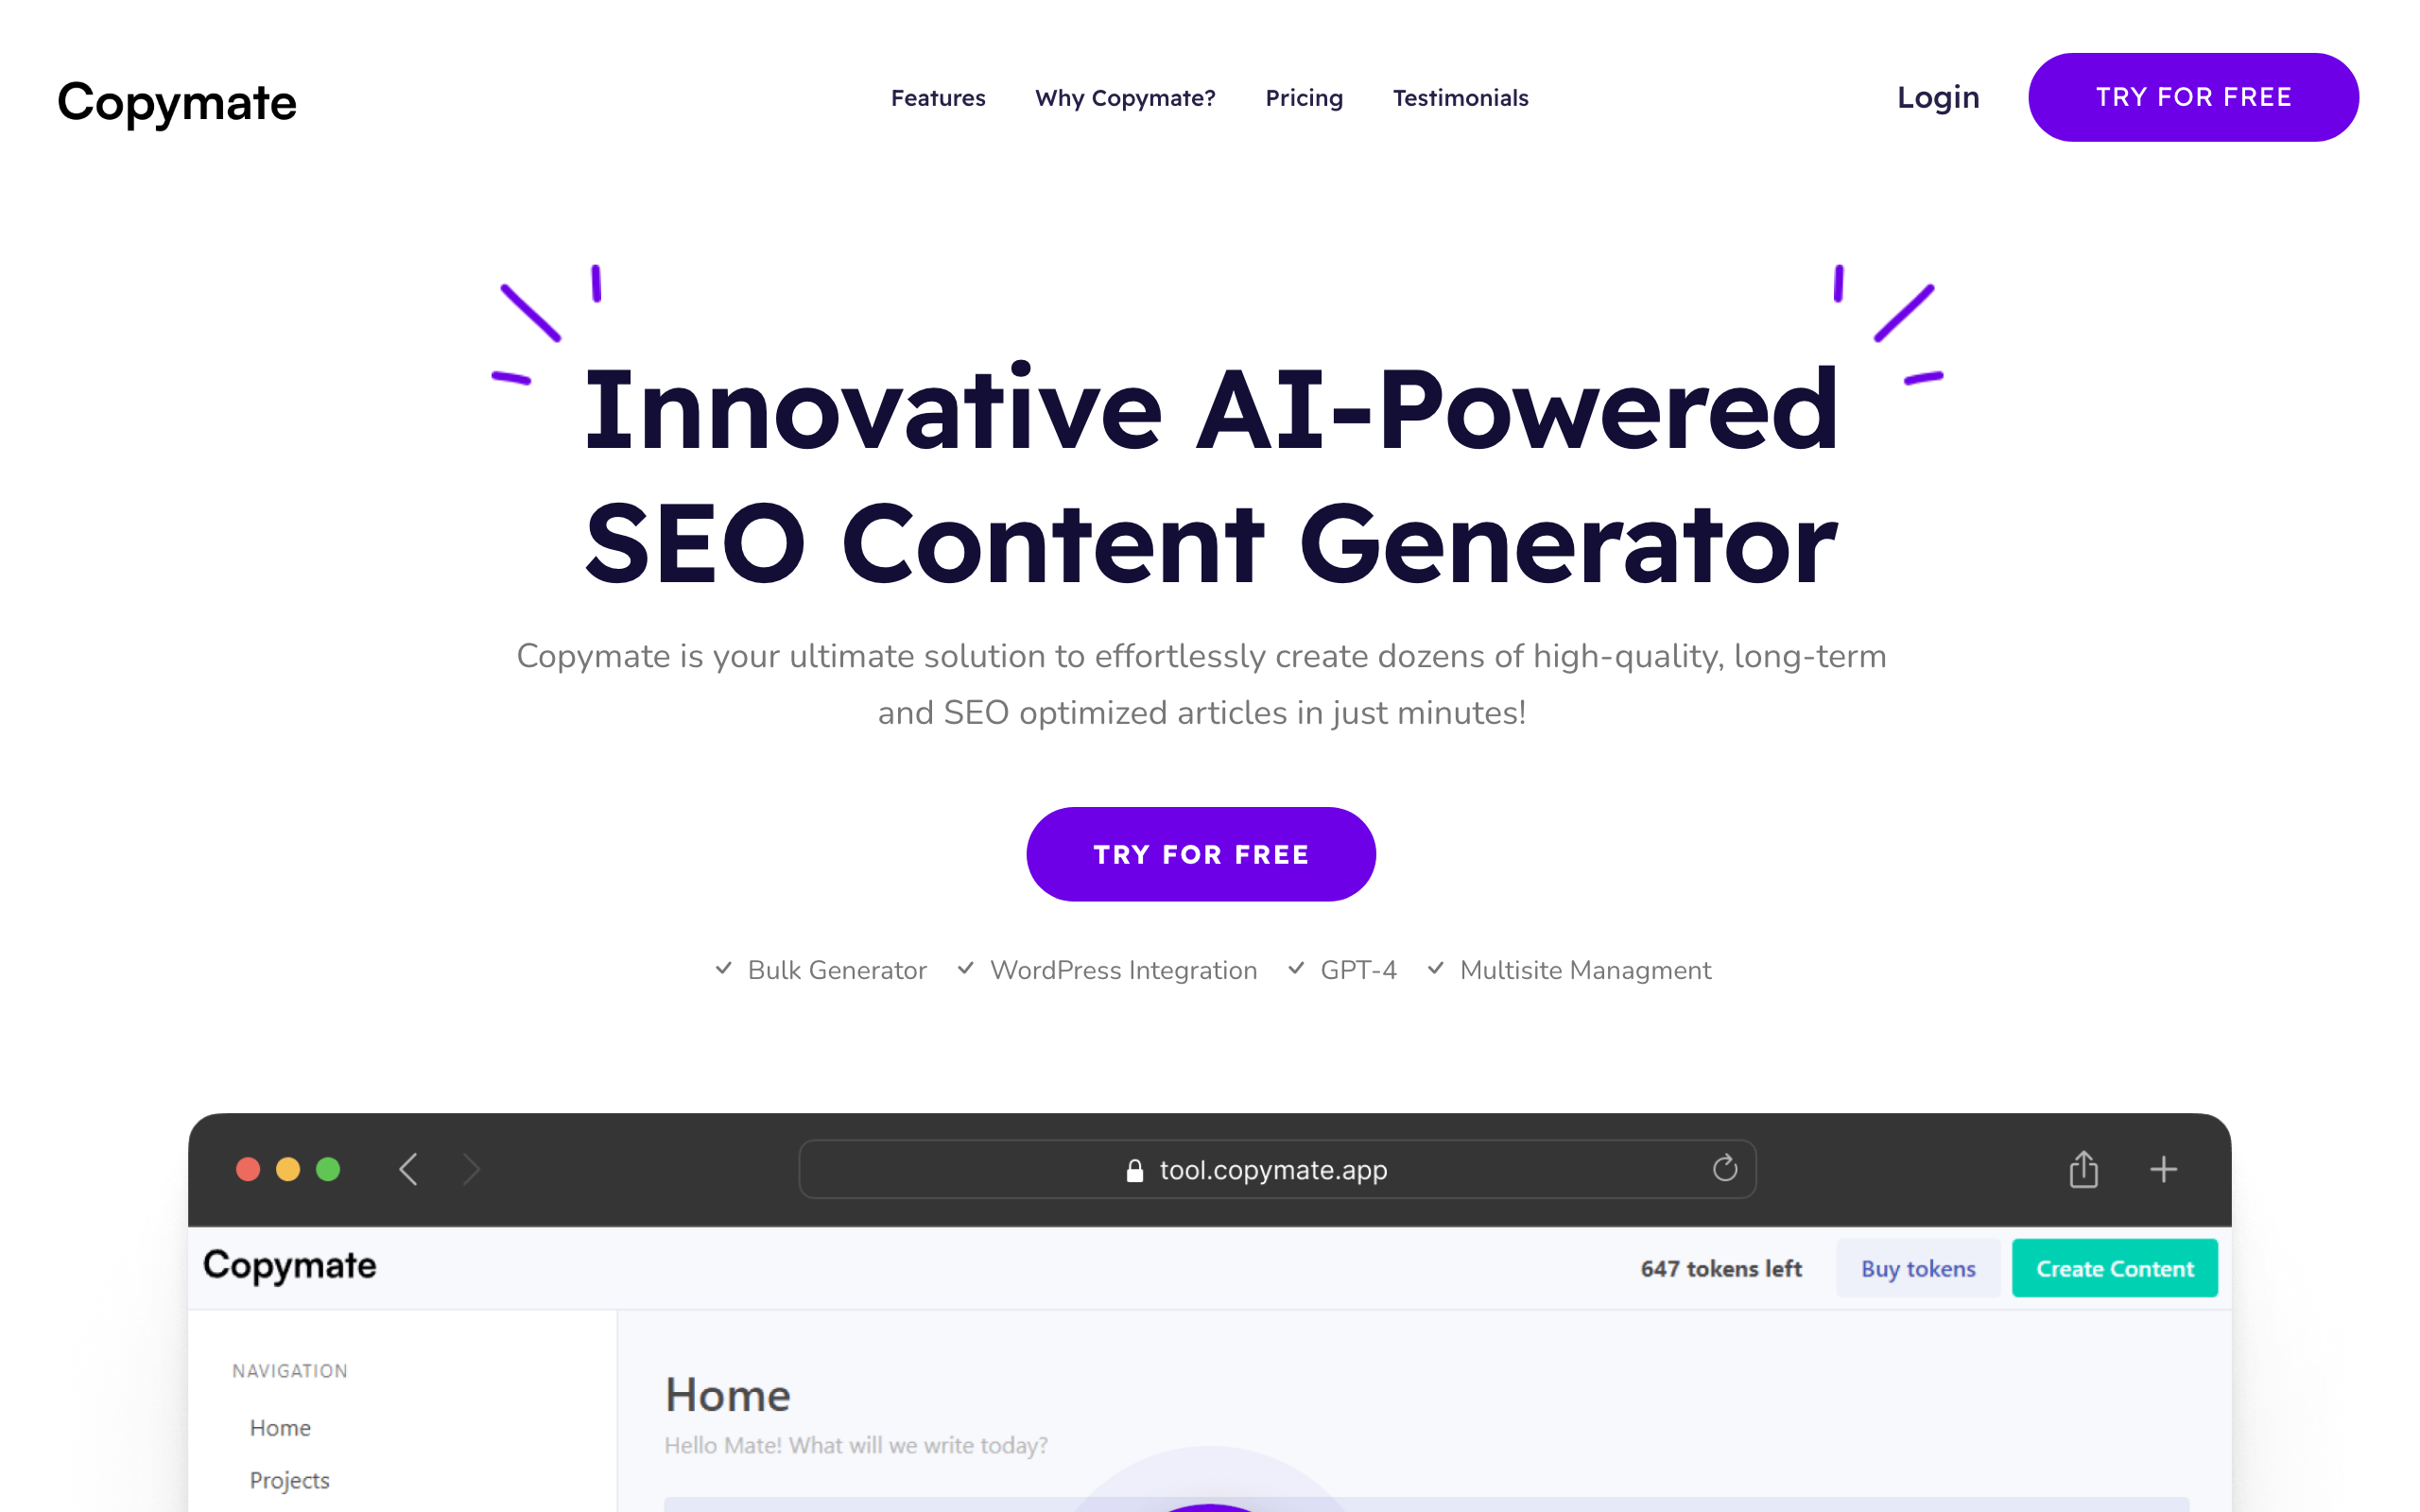 Copymate
Features
Why Copymate?
Pricing
Testimonials
Login
TRY FOR FREE
Innovative AI-Powered
SEO Content Generator
Copymate is your ultimate solution to effortlessly create dozens of high-quality, long-term
and SEO optimized articles in just minutes!
TRY FOR FREE
Bulk Generator
WordPress Integration
GPT-4
Multisite Managment
tool.copymate.app
Copymate
647 tokens left
Buy tokens
Create Content
NAVIGATION
Home
Projects
Home
Hello Mate! What will we write today?